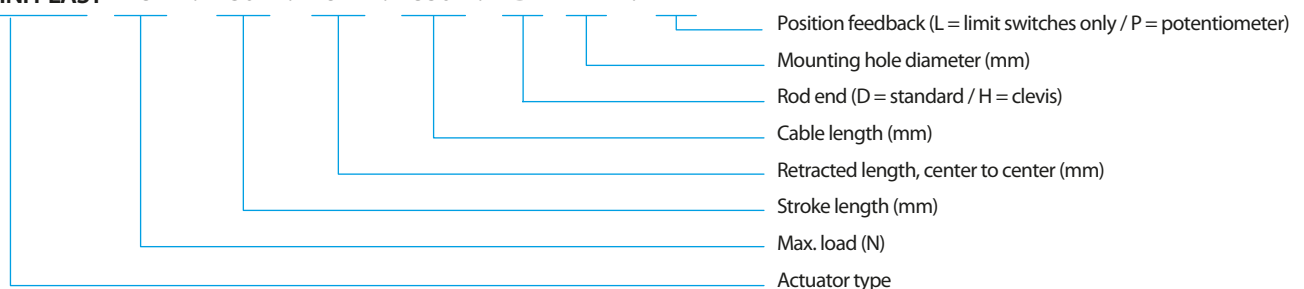 Position feedback (L = limit switches only / P = potentiometer)
Mounting hole diameter (mm)
Rod end (D = standard / H = clevis)
Cable length (mm)
Retracted length, center to center (mm)
Stroke length (mm)
Max. load (N)
Actuator type